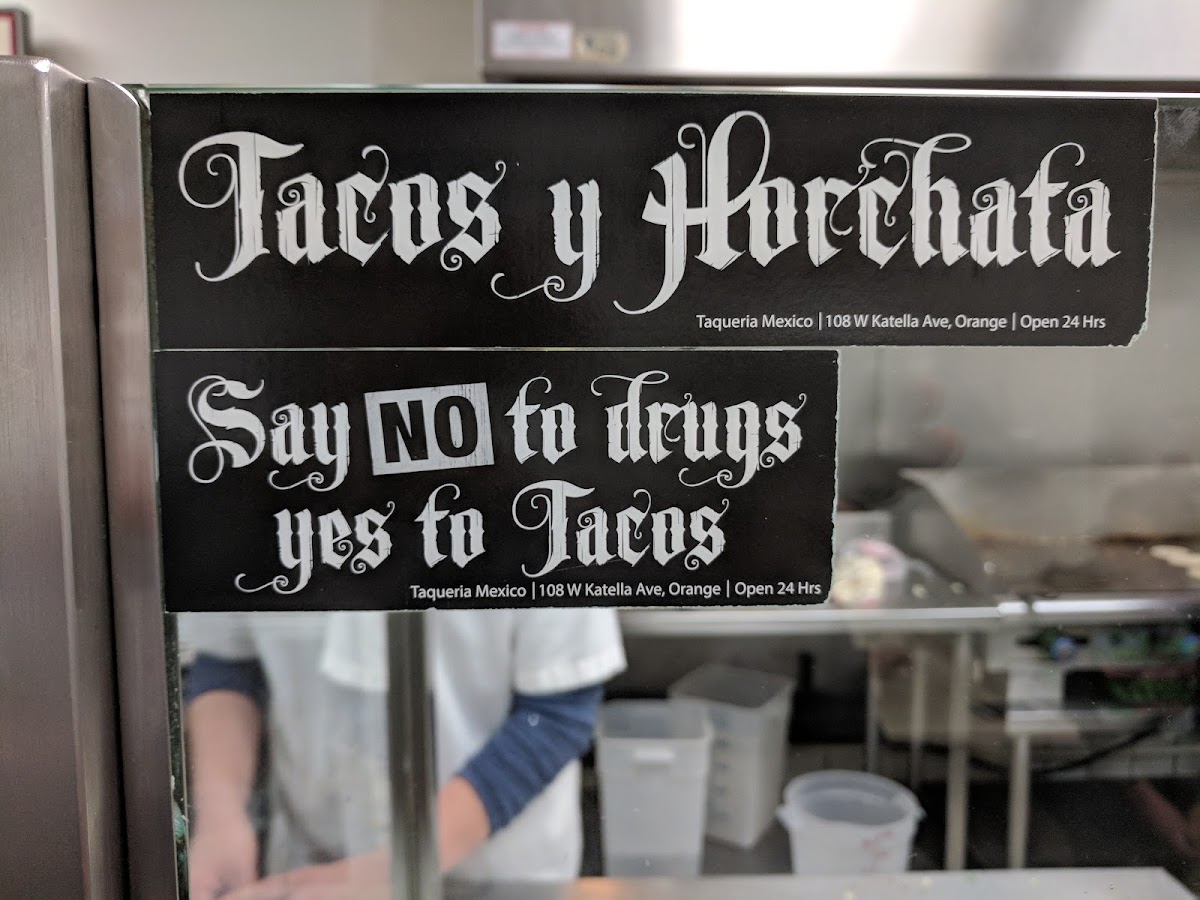 Tacos y Horchata
Taqueria Mexico | 108 W Katella Ave, Orange | Open 24 Hrs
Say NO to drugs
yes to Tacos
Taqueria Mexico | 108 W Katella Ave, Orange | Open 24 Hrs